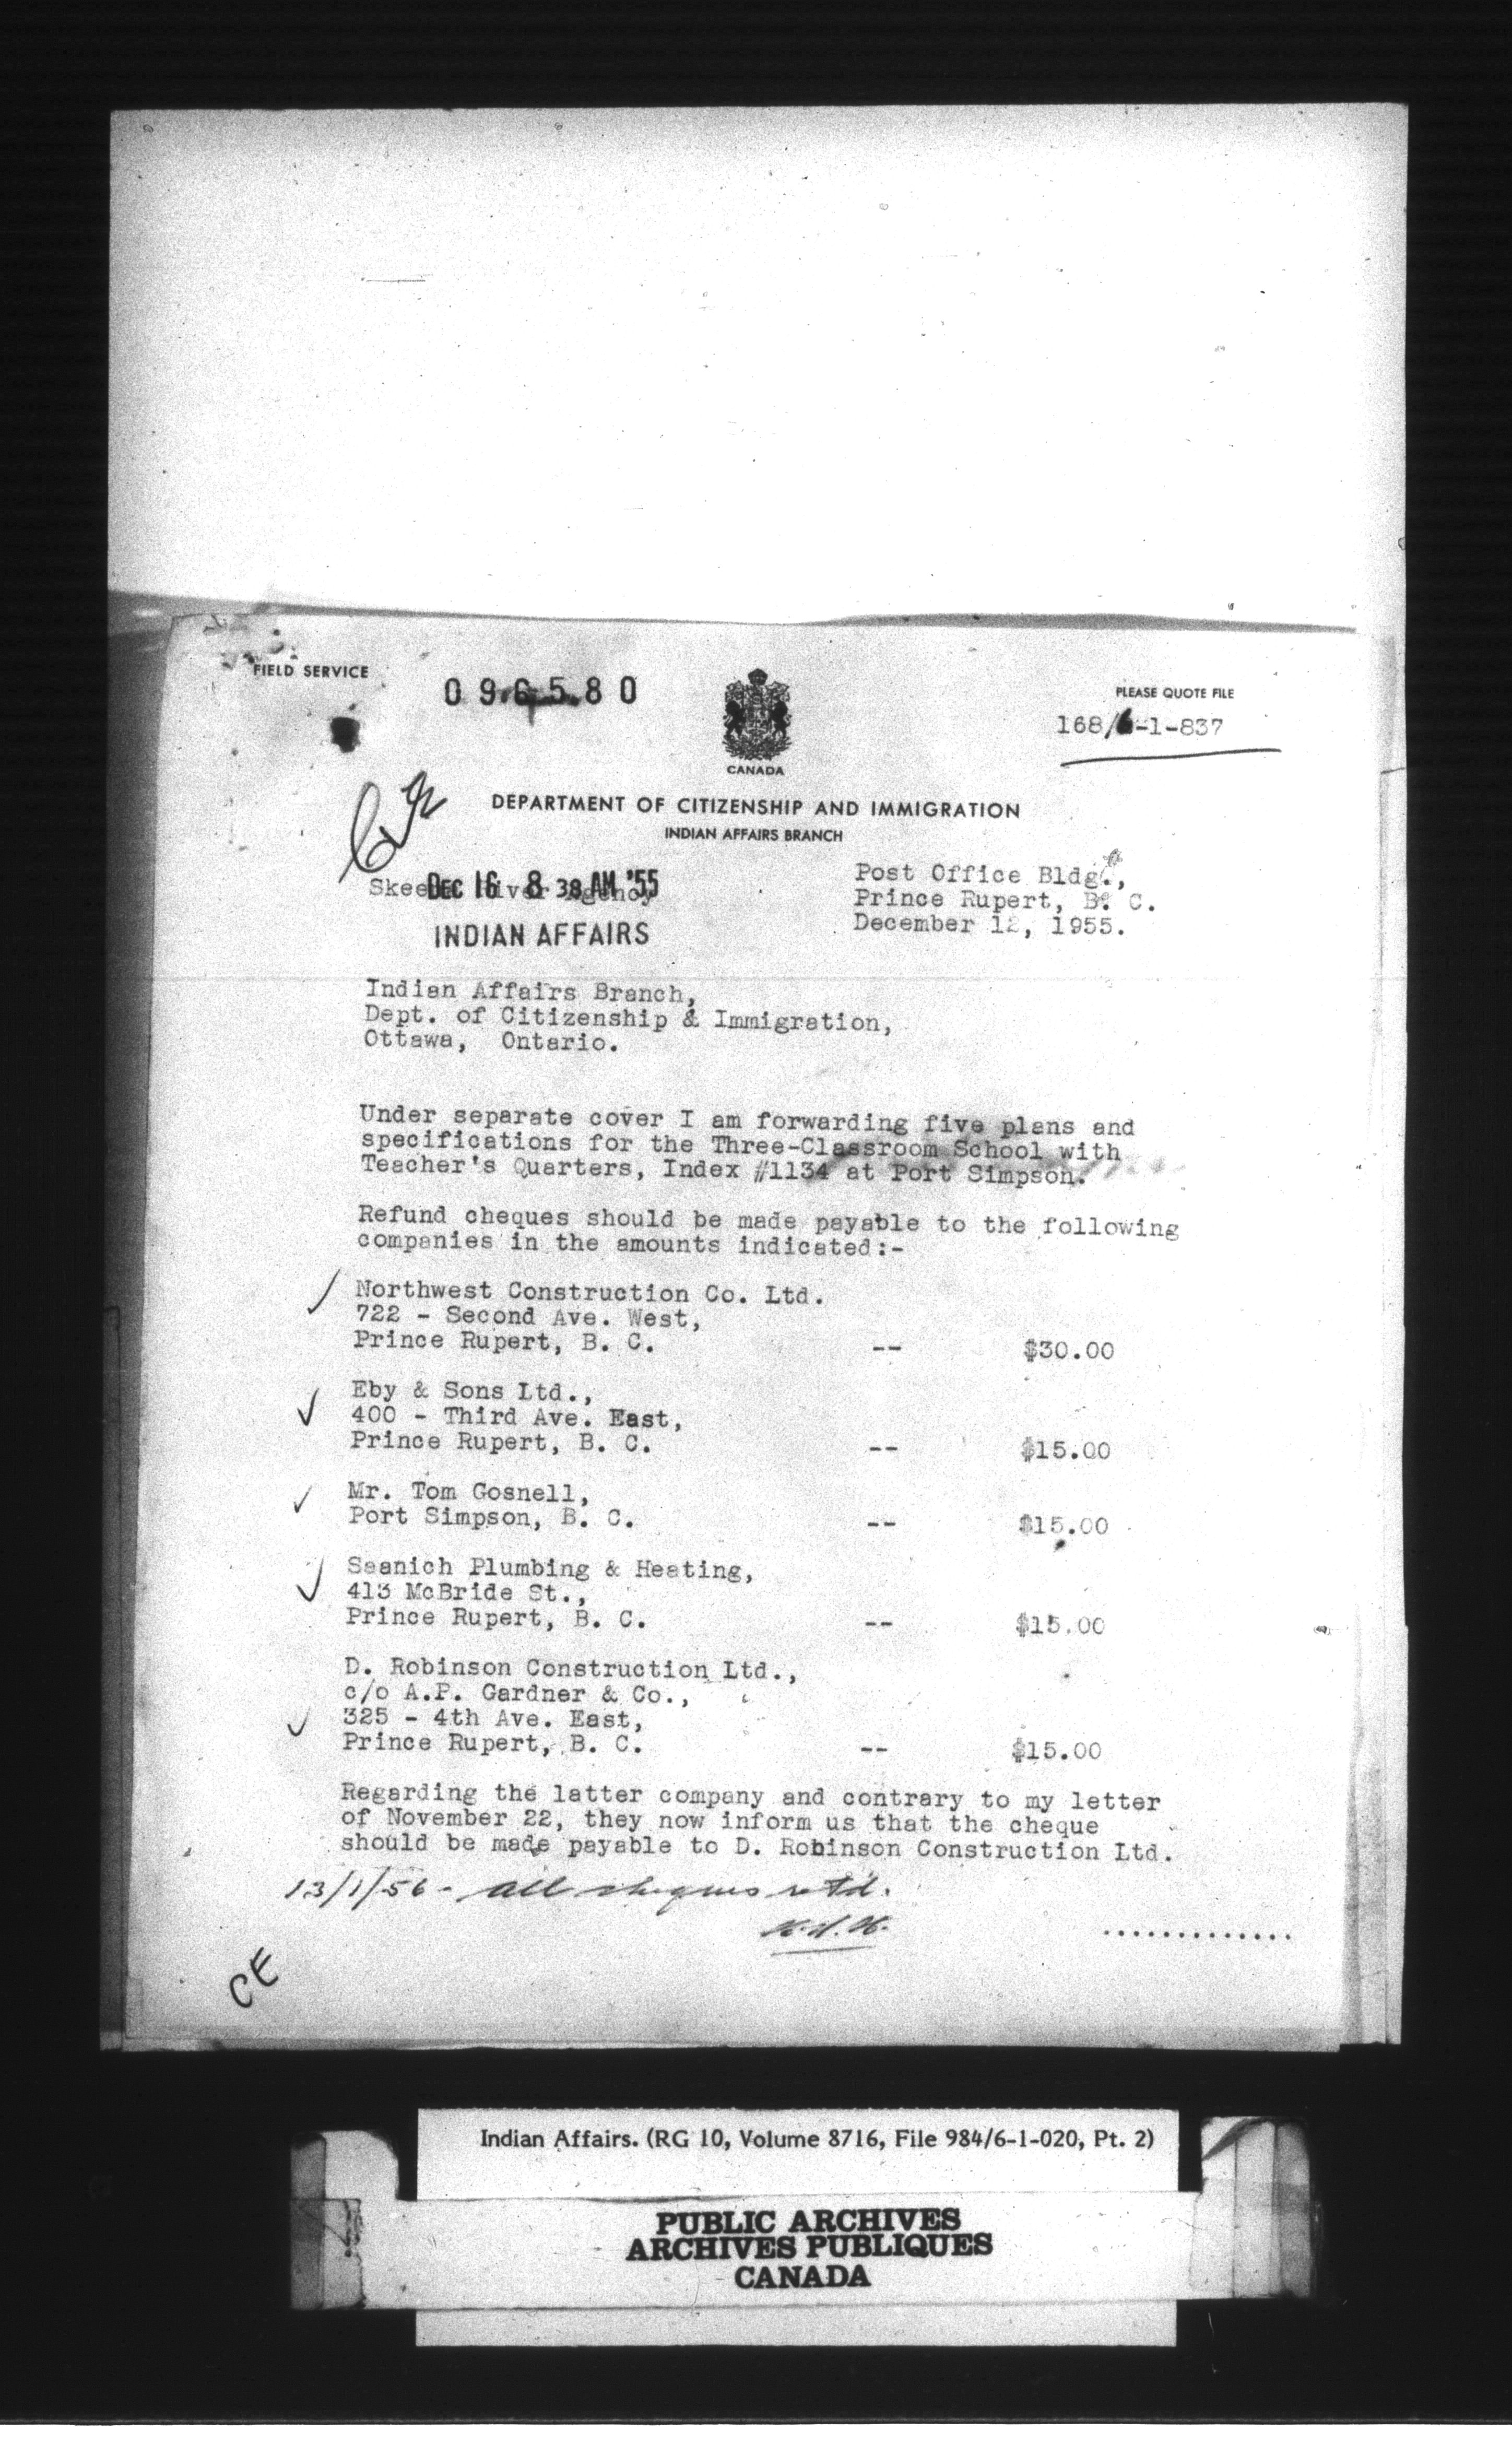 FIELD SERVICE
096580
PLEASE QUOTE FILE
168/6-1-837
CANADA
DEPARTMENT OF CITIZENSHIP AND IMMIGRATION
INDIAN AFFAIRS BRANCH
Skeena River Agency
DEC 16 8 38 AM '55
INDIAN AFFAIRS
Post Office Bldg.,
Prince Rupert, B. C.
December 12, 1955.
Indian Affairs Branch,
Dept. of Citizenship & Immigration,
Ottawa, Ontario.
Under separate cover I am forwarding five plans and
specifications for the Three-Classroom School with
Teacher's Quarters, Index #1134 at Port Simpson.
Refund cheques should be made payable to the following
companies in the amounts indicated:-
Northwest Construction Co. Ltd.
722 - Second Ave. West,
Prince Rupert, B. C. -- $30.00
Eby & Sons Ltd.,
400 - Third Ave. East,
Prince Rupert, B. C. -- $15.00
Mr. Tom Gosnell,
Port Simpson, B. C. -- $15.00
Saanich Plumbing & Heating,
413 McBride St.,
Prince Rupert, B. C. -- $15.00
D. Robinson Construction Ltd.,
c/o A.P. Gardner & Co.,
325 - 4th Ave. East,
Prince Rupert, B. C. -- $15.00
Regarding the latter company and contrary to my letter
of November 22, they now inform us that the cheque
should be made payable to D. Robinson Construction Ltd.
13/1/56 - all cheques retd.
.............
CE
Indian Affairs. (RG 10, Volume 8716, File 984/6-1-020, Pt. 2)
PUBLIC ARCHIVES
ARCHIVES PUBLIQUES
CANADA